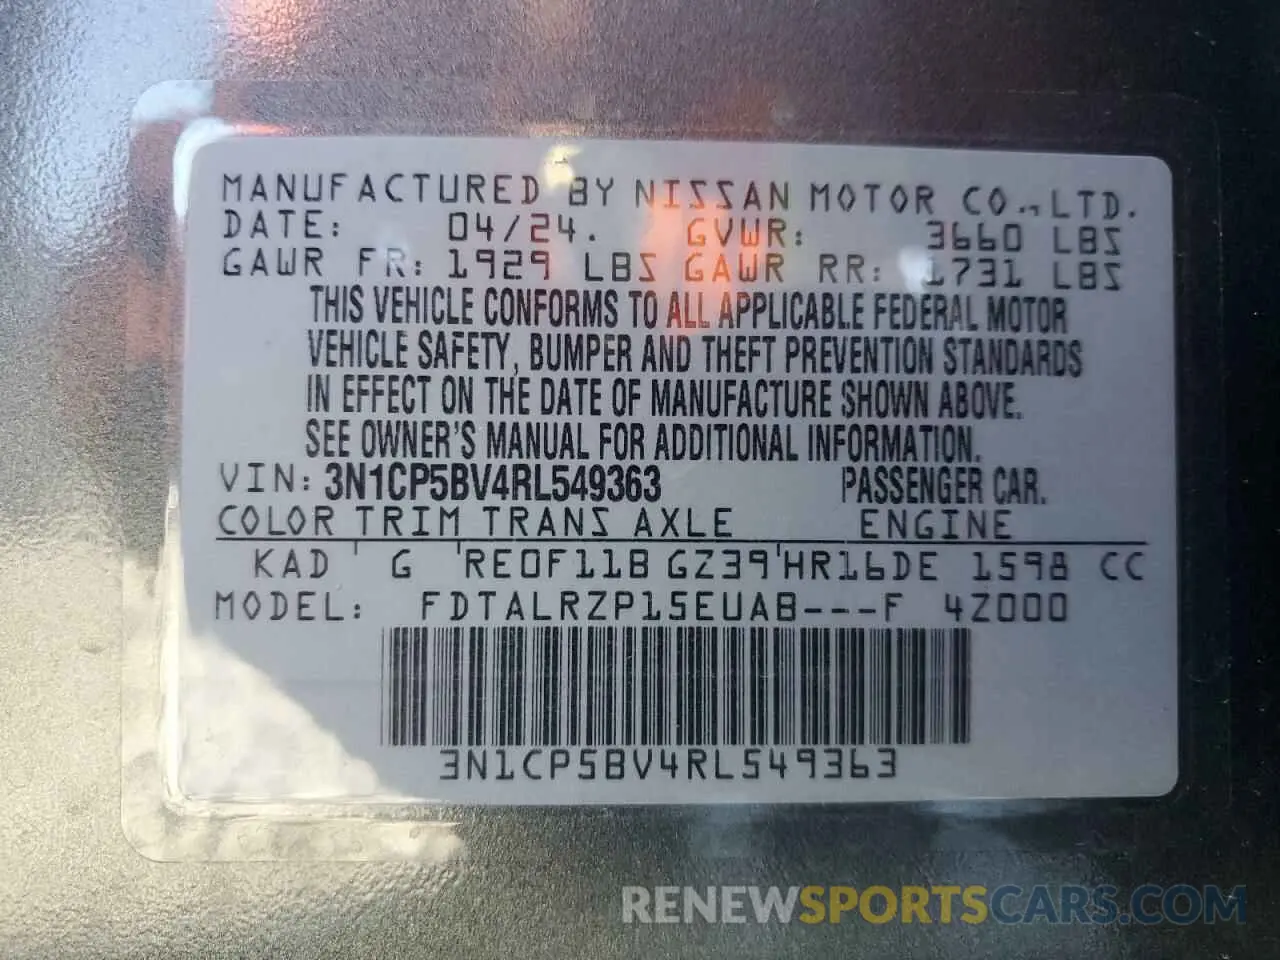 MANUFACTURED BY NISSAN MOTOR CO., LTD.
DATE: 04/24. GVWR: 3660 LBS
GAWR FR: 1929 LBS GAWR RR: 1731 LBS
THIS VEHICLE CONFORMS TO ALL APPLICABLE FEDERAL MOTOR
VEHICLE SAFETY, BUMPER AND THEFT PREVENTION STANDARDS
IN EFFECT ON THE DATE OF MANUFACTURE SHOWN ABOVE.
SEE OWNER'S MANUAL FOR ADDITIONAL INFORMATION.
VIN: 3N1CP5BV4RL549363 PASSENGER CAR.
COLOR TRIM TRANS AXLE ENGINE
KAD G RE0F11B GZ39 HR16DE 1598 CC
MODEL: FDTALRZP15EUAB---F 4Z000
3N1CP5BV4RL549363
RENEWSPORTSCARS.COM